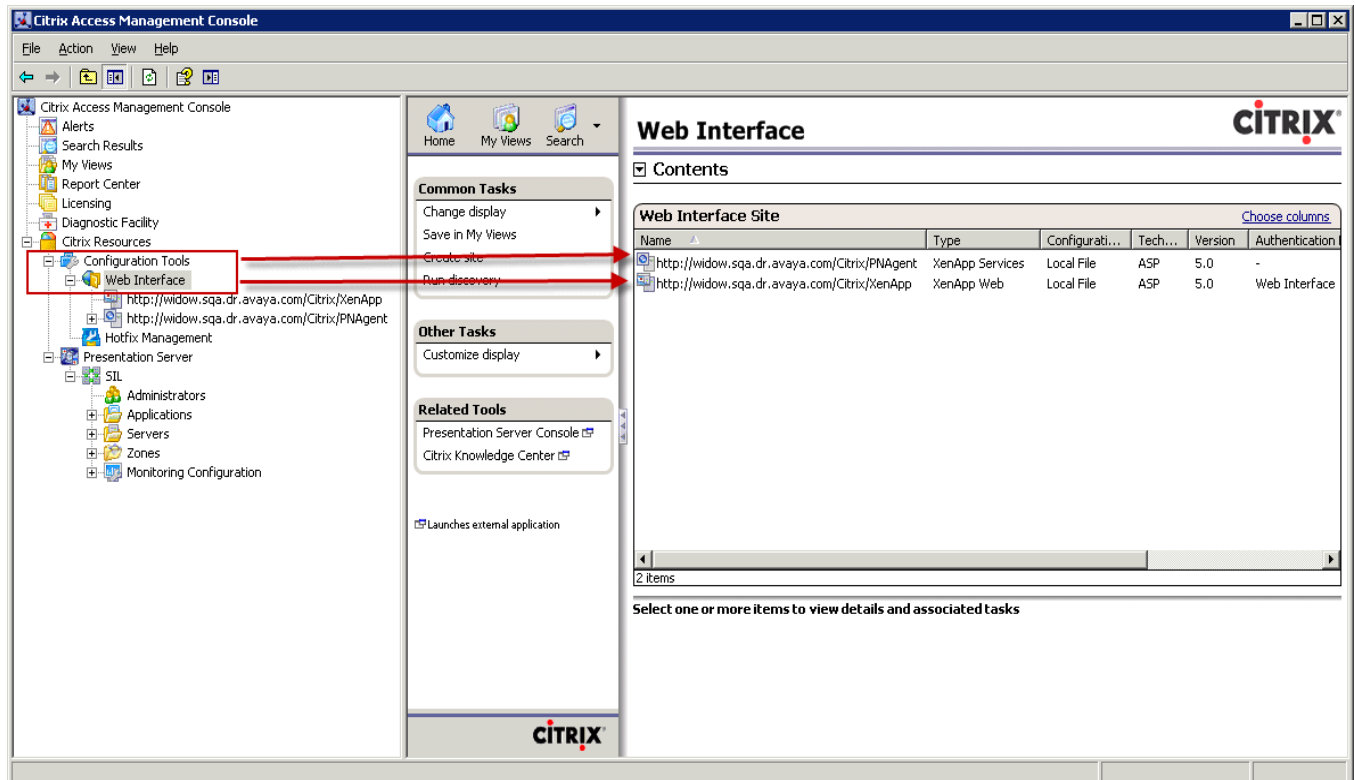 Citrix Access Management Console
File Action View Help
Citrix Access Management Console
Alerts
Search Results
My Views
Report Center
Licensing
Diagnostic Facility
Citrix Resources
Configuration Tools
Web Interface
http://widow.sqa.dr.avaya.com/Citrix/XenApp
http://widow.sqa.dr.avaya.com/Citrix/PNAgent
Hotfix Management
Presentation Server
SIL
Administrators
Applications
Servers
Zones
Monitoring Configuration
Home My Views Search
Common Tasks
Change display
Save in My Views
Create site
Run discovery
Other Tasks
Customize display
Related Tools
Presentation Server Console
Citrix Knowledge Center
Launches external application
CITRIX
Web Interface CITRIX
Contents
Web Interface Site Choose columns
Name Type Configurati... Tech... Version Authentication
http://widow.sqa.dr.avaya.com/Citrix/PNAgent XenApp Services Local File ASP 5.0 -
http://widow.sqa.dr.avaya.com/Citrix/XenApp XenApp Web Local File ASP 5.0 Web Interface
2 items
Select one or more items to view details and associated tasks